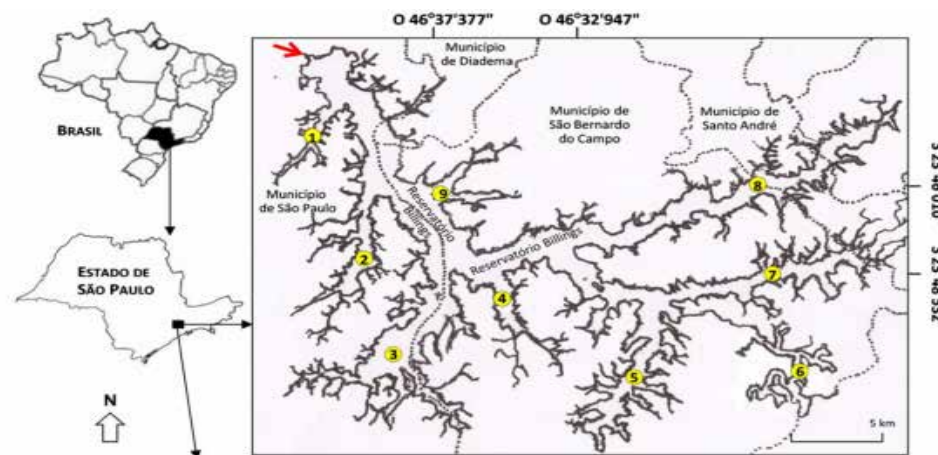 O 46°37'377" O 46°32'947"
BRASIL
ESTADO DE
SÃO PAULO
N
Município
de Diadema
Município de
São Bernardo
do Campo
Município de
Santo André
Município
de São Paulo
Reservatório
Billings
Reservatório Billings
1
2
3
4
5
6
7
8
9
5 km
S 23°46'010
S 23°48'332